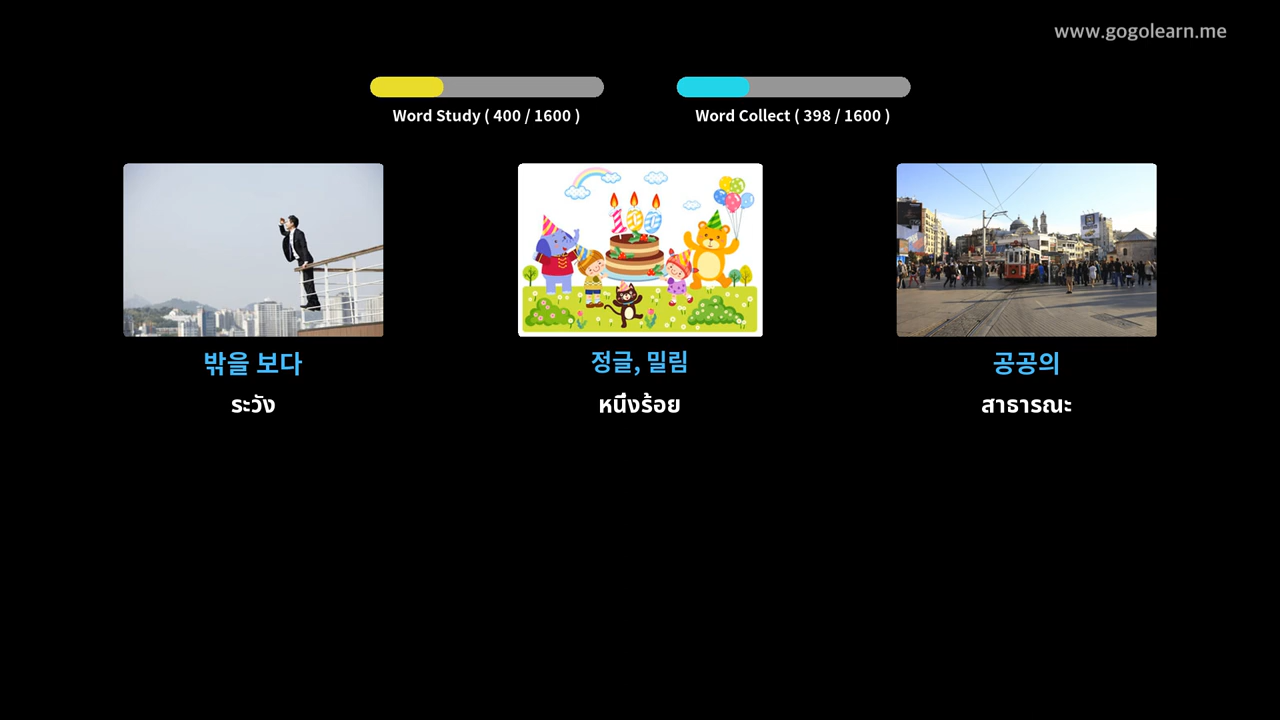 www.gogolearn.me
Word Study ( 400 / 1600 )
Word Collect ( 398 / 1600 )
밖을 보다
정글, 밀림
공공의
ระวัง
หนึ่งร้อย
สาธารณะ